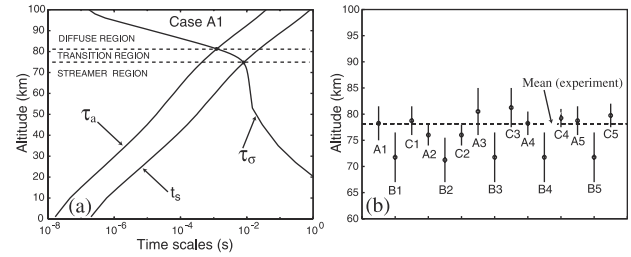 Case A1
DIFFUSE REGION
TRANSITION REGION
STREAMER REGION
τa
τσ
ts
(a)
100
90
80
70
60
50
40
30
20
10
0
Altitude (km)
10^-8
10^-6
10^-4
10^-2
10^0
Time scales (s)
100
95
90
85
80
75
70
65
60
Altitude (km)
Mean (experiment)
A1
B1
C1
A2
B2
C2
A3
B3
C3
A4
B4
C4
A5
B5
C5
(b)